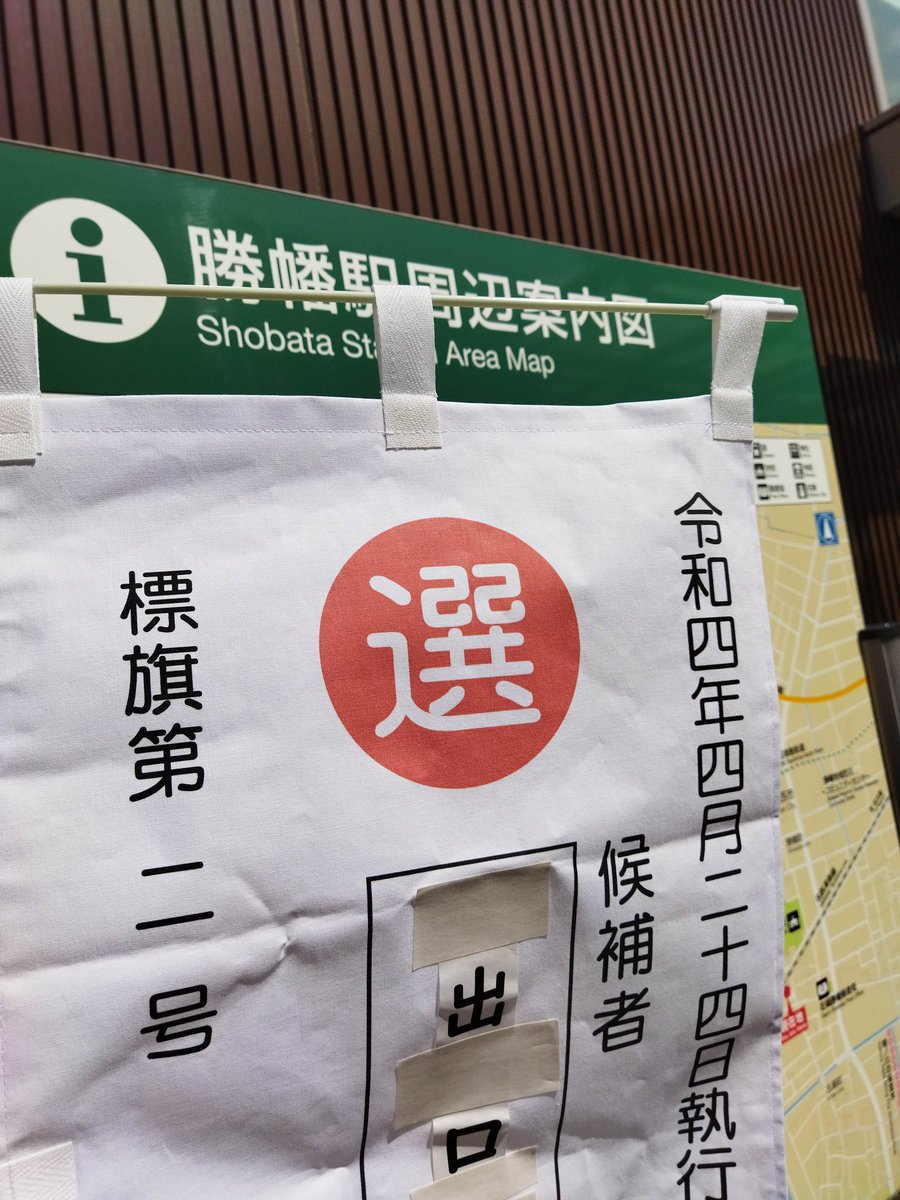 i
勝幡駅周辺案内図
Shobata Sta Area Map
令和四年四月二十四日執行
選
標旗第二号
候補者
出口